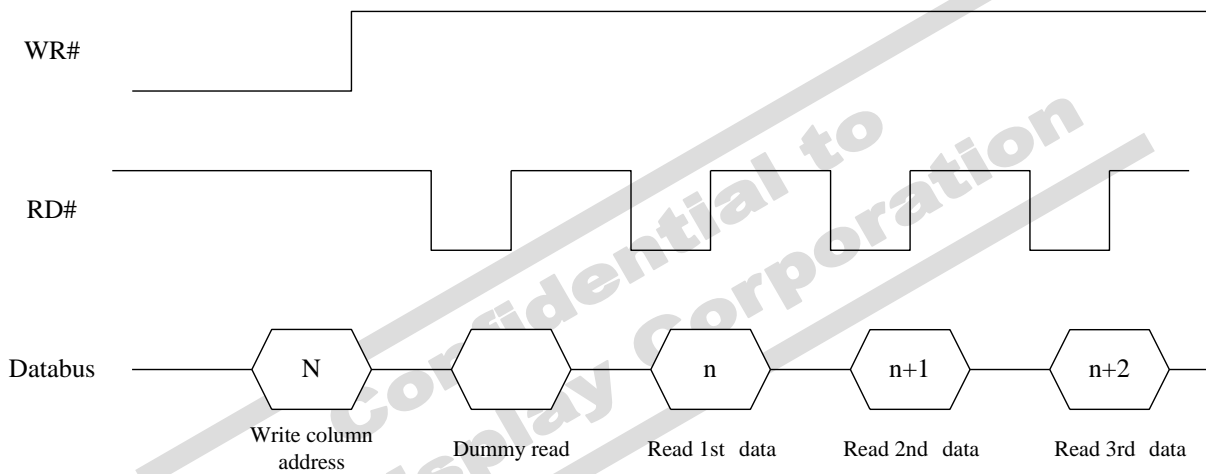 WR#
RD#
Databus
N
n
n+1
n+2
Write column
address
Dummy read
Read 1st data
Read 2nd data
Read 3rd data
Confidential to
Display Corporation